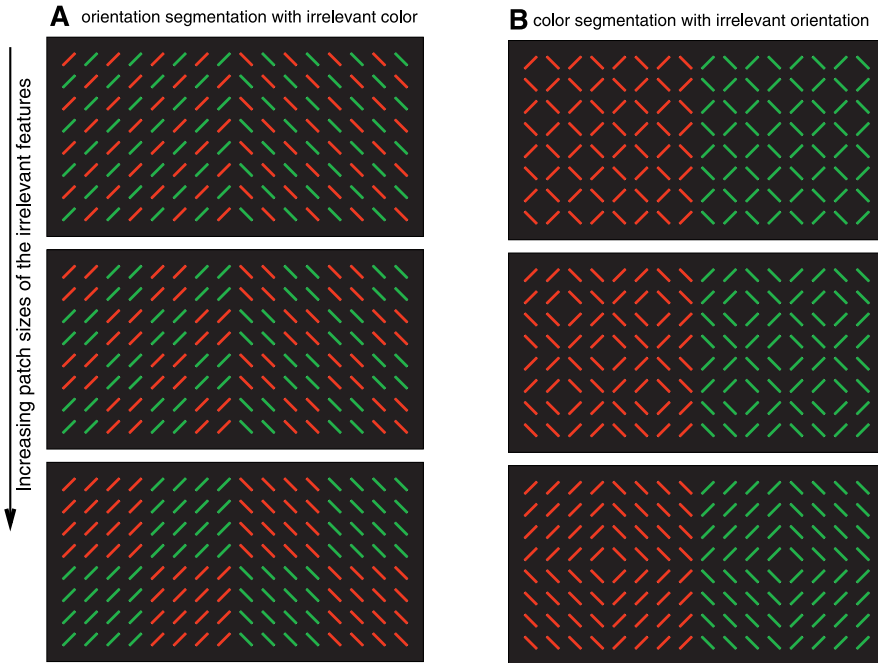 A orientation segmentation with irrelevant color
B color segmentation with irrelevant orientation
Increasing patch sizes of the irrelevant features